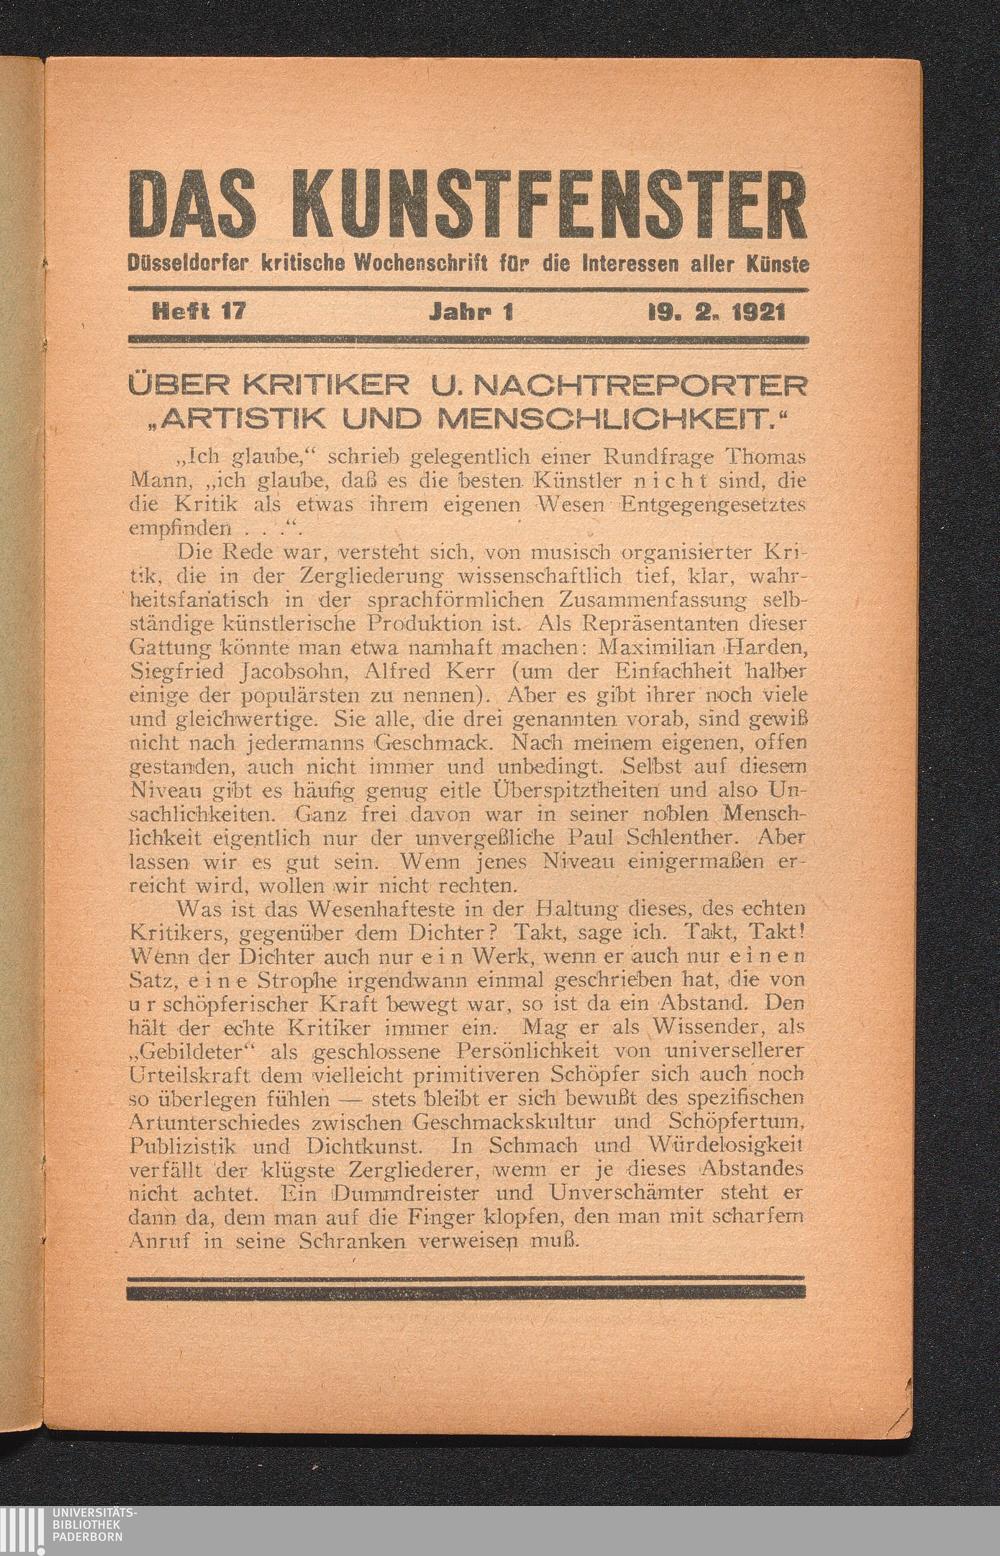 DAS KUNSTFENSTER
Düsseldorfer kritische Wochenschrift für die Interessen aller Künste
Heft 17 Jahr 1 19. 2. 1921
ÜBER KRITIKER U. NACHTREPORTER
„ARTISTIK UND MENSCHLICHKEIT.“
„Ich glaube,“ schrieb gelegentlich einer Rundfrage Thomas
Mann, „ich glaube, daß es die besten Künstler n i c h t sind, die
die Kritik als etwas ihrem eigenen Wesen Entgegengesetztes
empfinden . . .“.
Die Rede war, versteht sich, von musisch organisierter Kri-
tik, die in der Zergliederung wissenschaftlich tief, klar, wahr-
heitsfanatisch in der sprachförmlichen Zusammenfassung selb-
ständige künstlerische Produktion ist. Als Repräsentanten dieser
Gattung könnte man etwa namhaft machen: Maximilian Harden,
Siegfried Jacobsohn, Alfred Kerr (um der Einfachheit halber
einige der populärsten zu nennen). Aber es gibt ihrer noch viele
und gleichwertige. Sie alle, die drei genannten vorab, sind gewiß
nicht nach jedermanns Geschmack. Nach meinem eigenen, offen
gestanden, auch nicht immer und unbedingt. Selbst auf diesem
Niveau gibt es häufig genug eitle Überspitztheiten und also Un-
sachlichkeiten. Ganz frei davon war in seiner noblen Mensch-
lichkeit eigentlich nur der unvergeßliche Paul Schlenther. Aber
lassen wir es gut sein. Wenn jenes Niveau einigermaßen er-
reicht wird, wollen wir nicht rechten.
Was ist das Wesenhafteste in der Haltung dieses, des echten
Kritikers, gegenüber dem Dichter? Takt, sage ich. Takt, Takt!
Wenn der Dichter auch nur e i n Werk, wenn er auch nur e i n e n
Satz, e i n e Strophe irgendwann einmal geschrieben hat, die von
u r schöpferischer Kraft bewegt war, so ist da ein Abstand. Den
hält der echte Kritiker immer ein. Mag er als Wissender, als
„Gebildeter“ als geschlossene Persönlichkeit von universellerer
Urteilskraft dem vielleicht primitiveren Schöpfer sich auch noch
so überlegen fühlen — stets bleibt er sich bewußt des spezifischen
Artunterschiedes zwischen Geschmackskultur und Schöpfertum,
Publizistik und Dichtkunst. In Schmach und Würdelosigkeit
verfällt der klügste Zergliederer, wenn er je dieses Abstandes
nicht achtet. Ein Dummdreister und Unverschämter steht er
dann da, dem man auf die Finger klopfen, den man mit scharfem
Anruf in seine Schranken verweisen muß.
UNIVERSITÄTS-
BIBLIOTHEK
PADERBORN